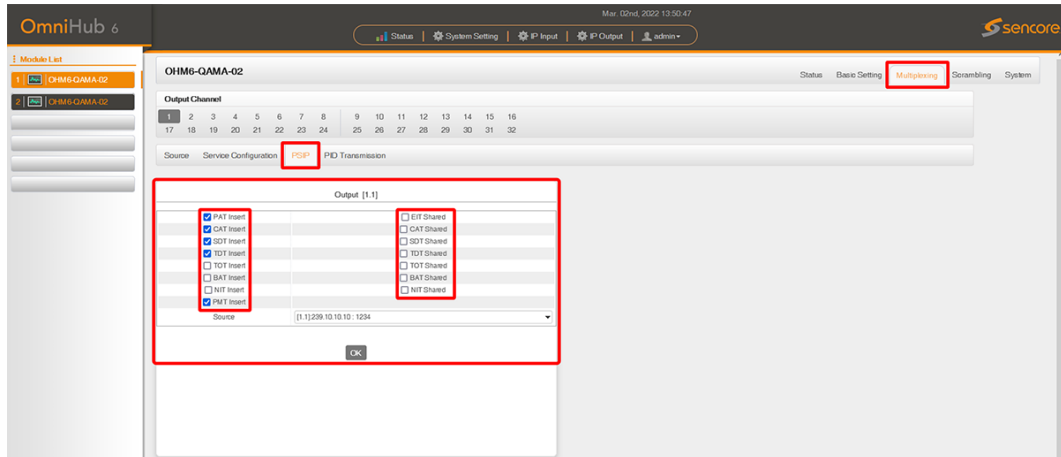 Mar. 02nd, 2022 13:50:47
OmniHub 6
Status | System Setting | IP Input | IP Output | admin
sencore
Module List
1 | OHM6-QAMA-02
2 | OHM6-QAMA-02
OHM6-QAMA-02
Status Basic Setting Multiplexing Scrambling System
Output Channel
1 2 3 4 5 6 7 8 9 10 11 12 13 14 15 16
17 18 19 20 21 22 23 24 25 26 27 28 29 30 31 32
Source Service Configuration PSIP PID Transmission
Output [1.1]
PAT Insert EIT Shared
CAT Insert CAT Shared
SDT Insert SDT Shared
TDT Insert TDT Shared
TOT Insert TOT Shared
BAT Insert BAT Shared
NIT Insert NIT Shared
PMT Insert
Source [1.1]239.10.10.10 : 1234
OK